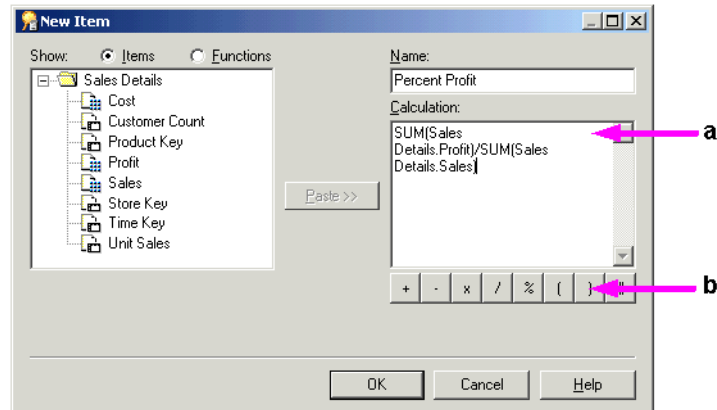 New Item
Show: Items Functions
Name:
Sales Details
Percent Profit
Cost
Calculation:
Customer Count
SUM(Sales
Details.Profit)/SUM(Sales
Details.Sales)
a
Product Key
Profit
Sales
Store Key
Time Key
Unit Sales
Paste >>
+ - x / % ( )
b
OK Cancel Help